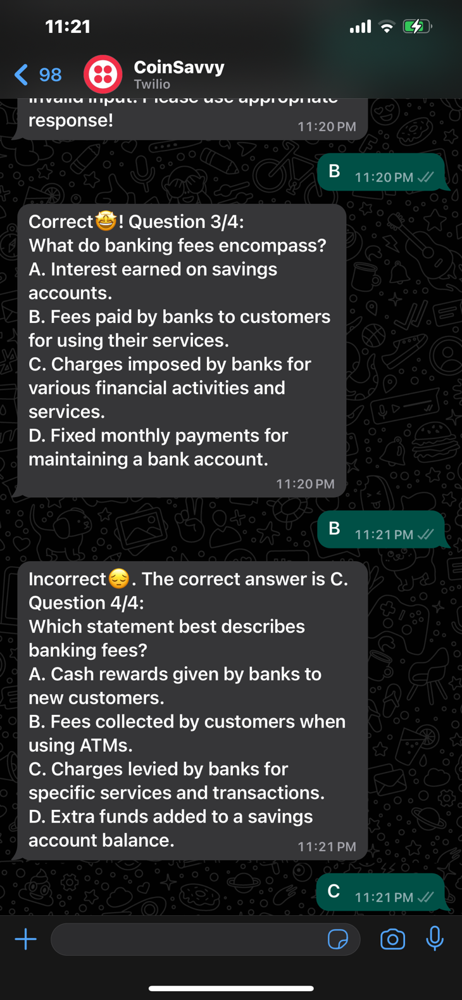 11:21
98
CoinSavvy
Twilio
Invalid input! Please use appropriate
response!
11:20 PM
B 11:20 PM
Correct🤩! Question 3/4:
What do banking fees encompass?
A. Interest earned on savings
accounts.
B. Fees paid by banks to customers
for using their services.
C. Charges imposed by banks for
various financial activities and
services.
D. Fixed monthly payments for
maintaining a bank account.
11:20 PM
B 11:21 PM
Incorrect😔. The correct answer is C.
Question 4/4:
Which statement best describes
banking fees?
A. Cash rewards given by banks to
new customers.
B. Fees collected by customers when
using ATMs.
C. Charges levied by banks for
specific services and transactions.
D. Extra funds added to a savings
account balance.
11:21 PM
C 11:21 PM